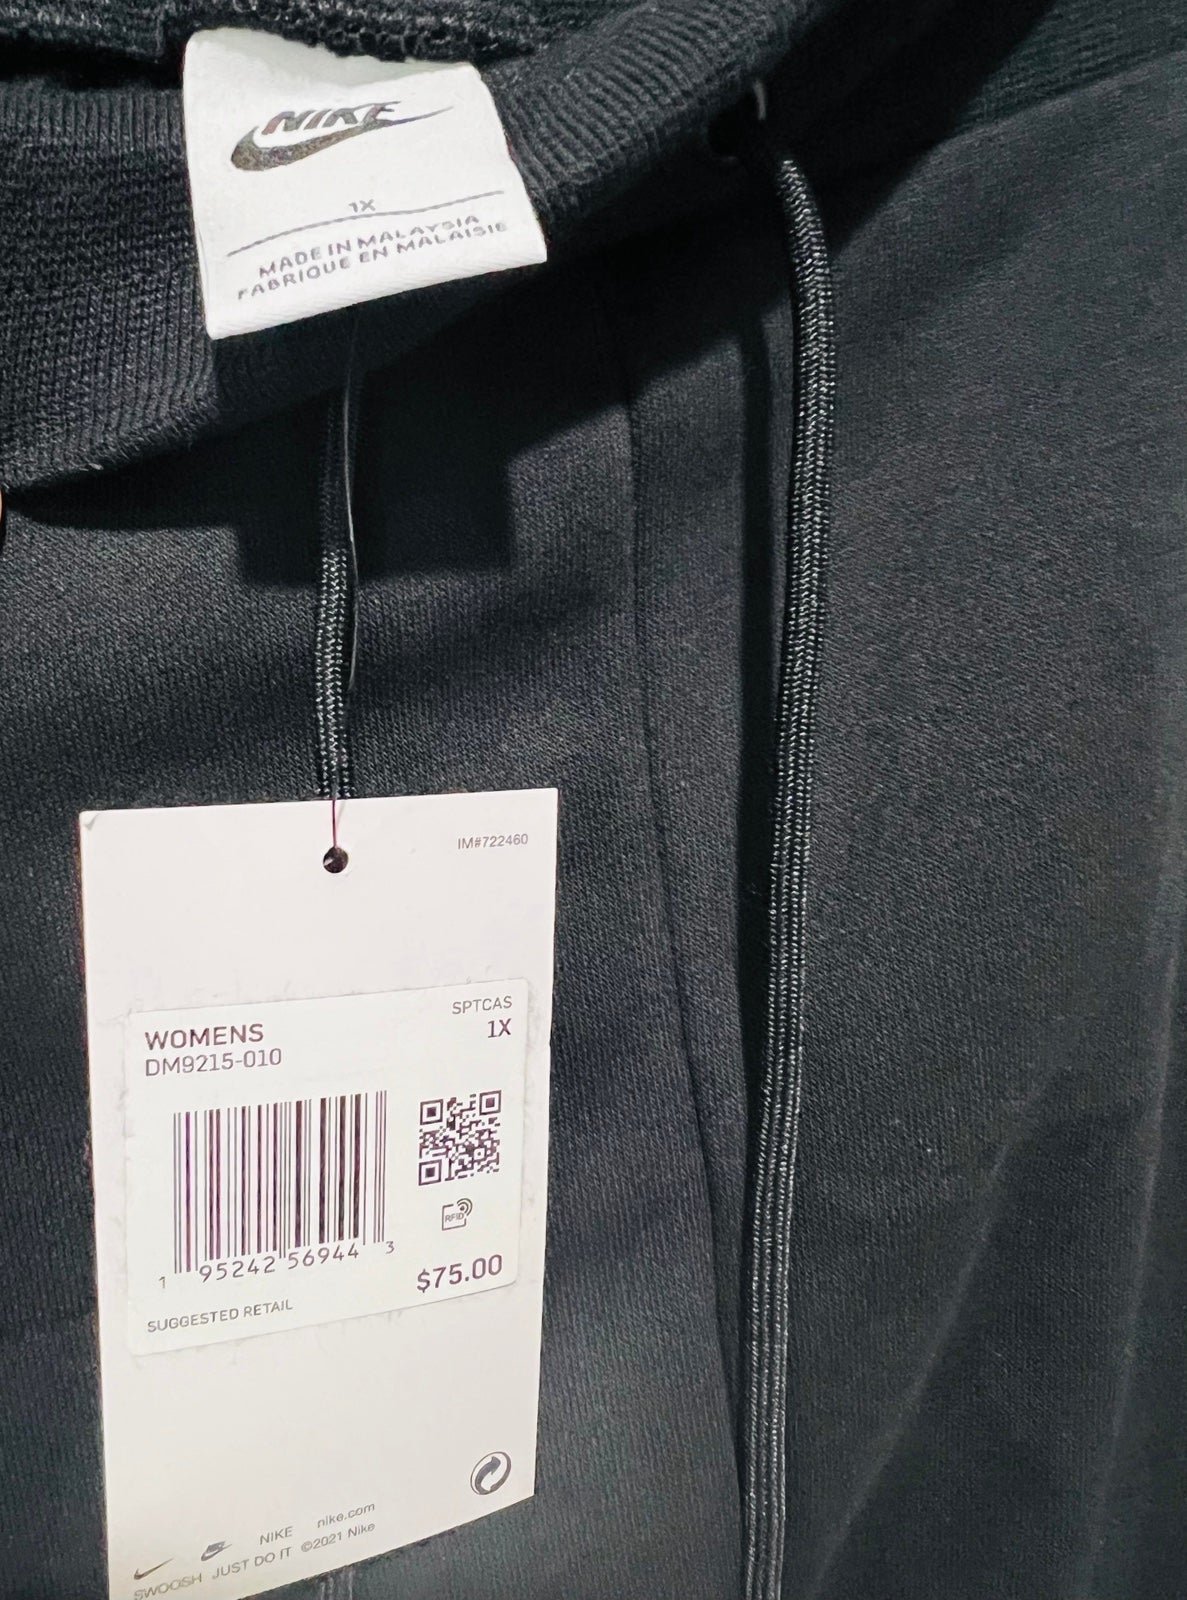 NIKE
1X
MADE IN MALAYSIA
FABRIQUE EN MALAISIE
IM#722460
SPTCAS
WOMENS 1X
DM9215-010
RFID
1 95242 56944 3
$75.00
SUGGESTED RETAIL
NIKE nike.com
SWOOSH JUST DO IT ©2021 Nike